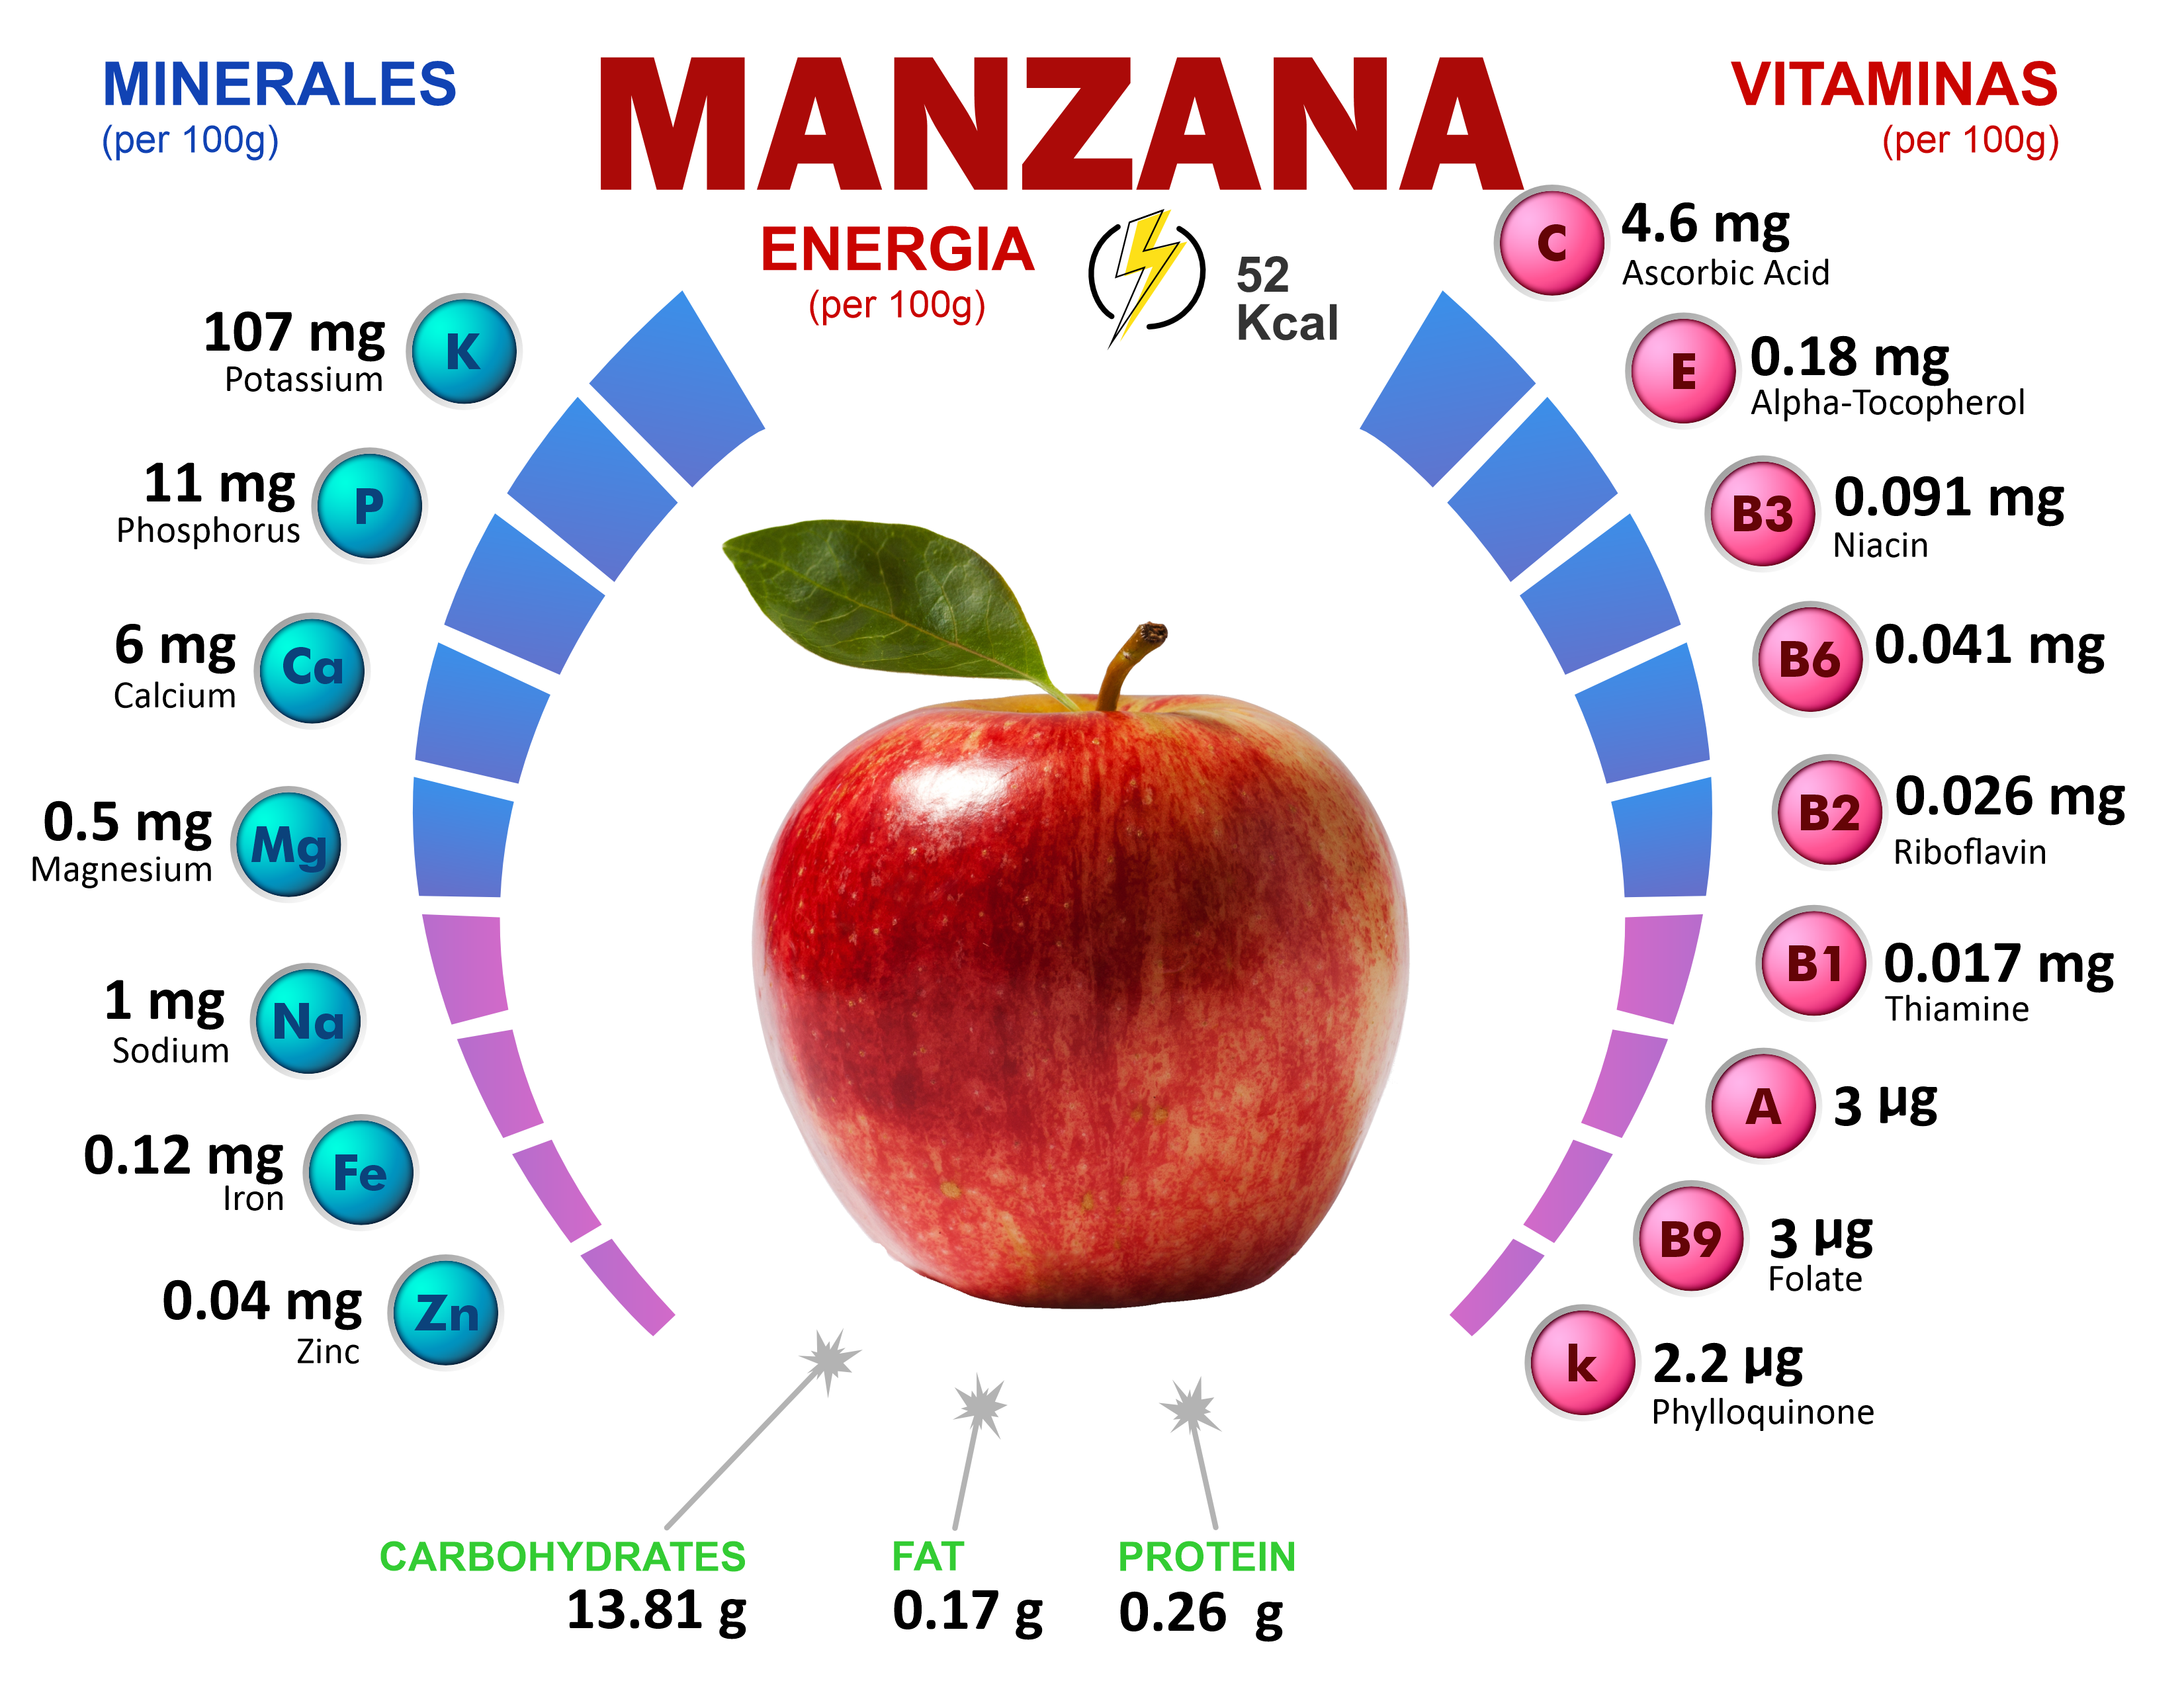 MINERALES
(per 100g)
MANZANA
VITAMINAS
(per 100g)
ENERGIA
(per 100g)
52
Kcal
107 mg
Potassium
K
11 mg
Phosphorus
P
6 mg
Calcium
Ca
0.5 mg
Magnesium
Mg
1 mg
Sodium
Na
0.12 mg
Iron
Fe
0.04 mg
Zinc
Zn
C
4.6 mg
Ascorbic Acid
E
0.18 mg
Alpha-Tocopherol
B3
0.091 mg
Niacin
B6
0.041 mg
B2
0.026 mg
Riboflavin
B1
0.017 mg
Thiamine
A
3 µg
B9
3 µg
Folate
k
2.2 µg
Phylloquinone
CARBOHYDRATES
13.81 g
FAT
0.17 g
PROTEIN
0.26 g